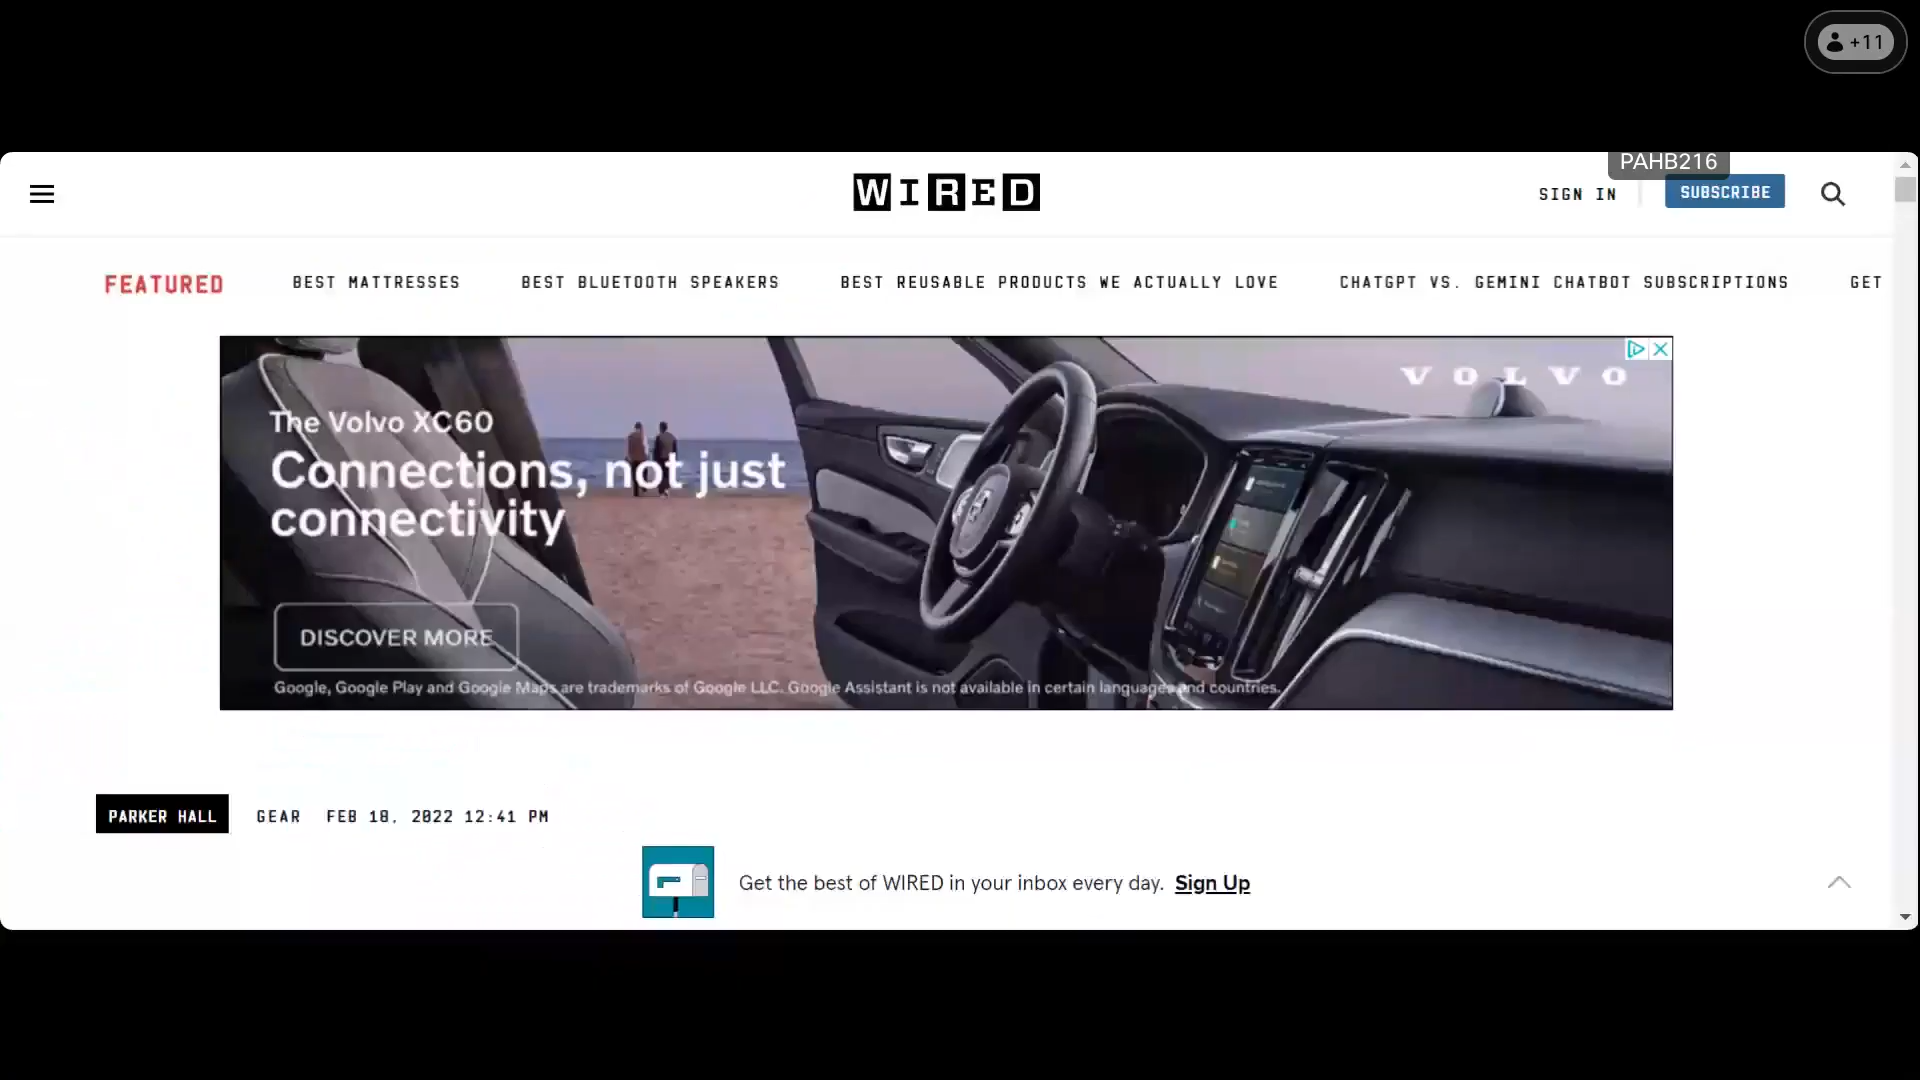 +11
PAHB216
WIRED
SIGN IN
SUBSCRIBE
FEATURED BEST MATTRESSES BEST BLUETOOTH SPEAKERS BEST REUSABLE PRODUCTS WE ACTUALLY LOVE CHATGPT VS. GEMINI CHATBOT SUBSCRIPTIONS GET
VOLVO
The Volvo XC60
Connections, not just
connectivity
DISCOVER MORE
Google, Google Play and Google Maps are trademarks of Google LLC. Google Assistant is not available in certain languages and countries.
PARKER HALL GEAR FEB 18, 2022 12:41 PM
Get the best of WIRED in your inbox every day. Sign Up